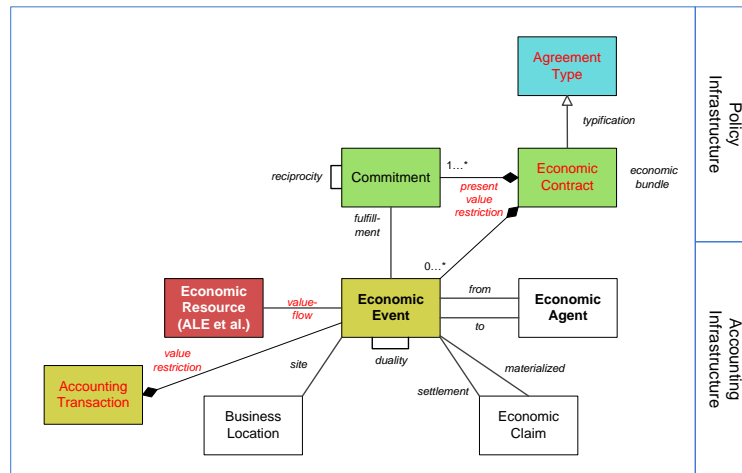 Agreement
Type
Policy
Infrastructure
typification
reciprocity
Commitment
1...*
present
value
restriction
Economic
Contract
economic
bundle
fulfill-
ment
0...*
Economic
Resource
(ALE et al.)
value-
flow
Economic
Event
from
to
Economic
Agent
Accounting
Infrastructure
value
restriction
duality
site
materialized
settlement
Accounting
Transaction
Business
Location
Economic
Claim